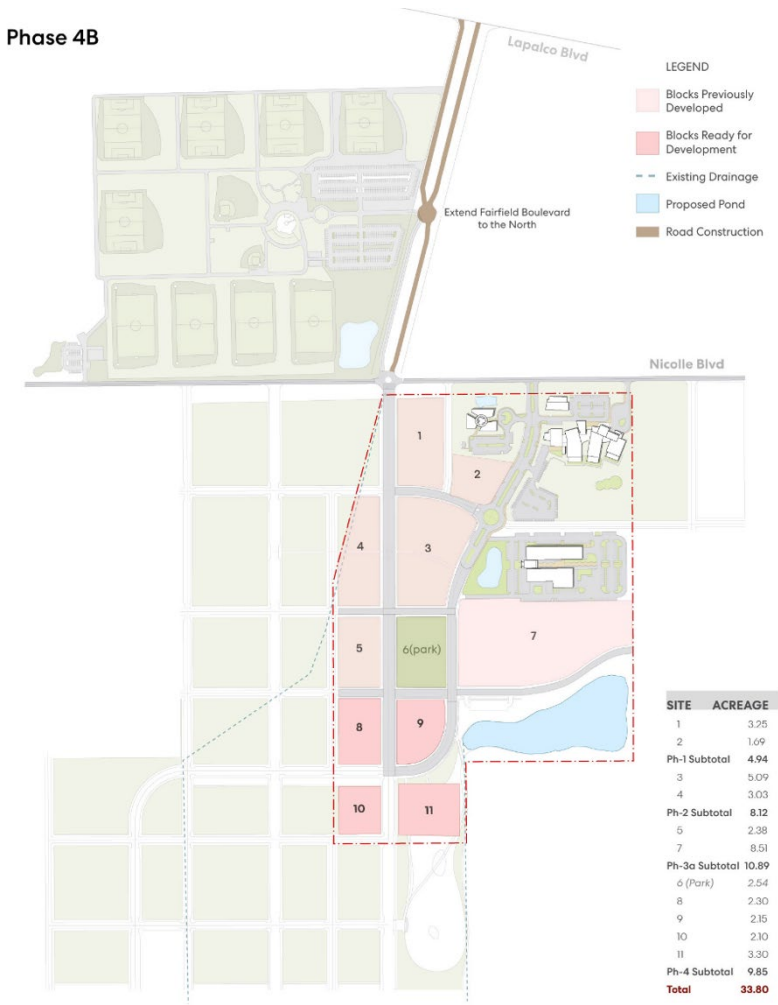 Phase 4B
Lapalco Blvd
LEGEND
Blocks Previously
Developed
Blocks Ready for
Development
Existing Drainage
Proposed Pond
Road Construction
Extend Fairfield Boulevard
to the North
Nicolle Blvd
1
2
3
4
5
6(park)
7
8
9
10
11
SITE ACREAGE
1 3.25
2 1.69
Ph-1 Subtotal 4.94
3 5.09
4 3.03
Ph-2 Subtotal 8.12
5 2.38
7 8.51
Ph-3a Subtotal 10.89
6 (Park) 2.54
8 2.30
9 2.15
10 2.10
11 3.30
Ph-4 Subtotal 9.85
Total 33.80